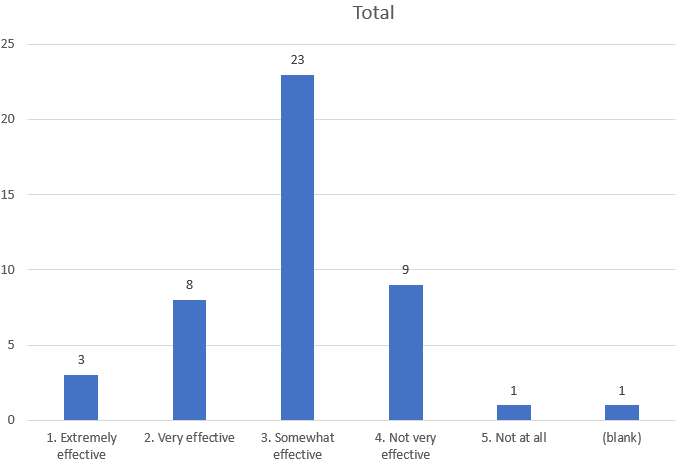 Total
25
23
20
15
10
9
8
5
3
1
1
0
1. Extremely
effective
2. Very effective
3. Somewhat
effective
4. Not very
effective
5. Not at all
(blank)